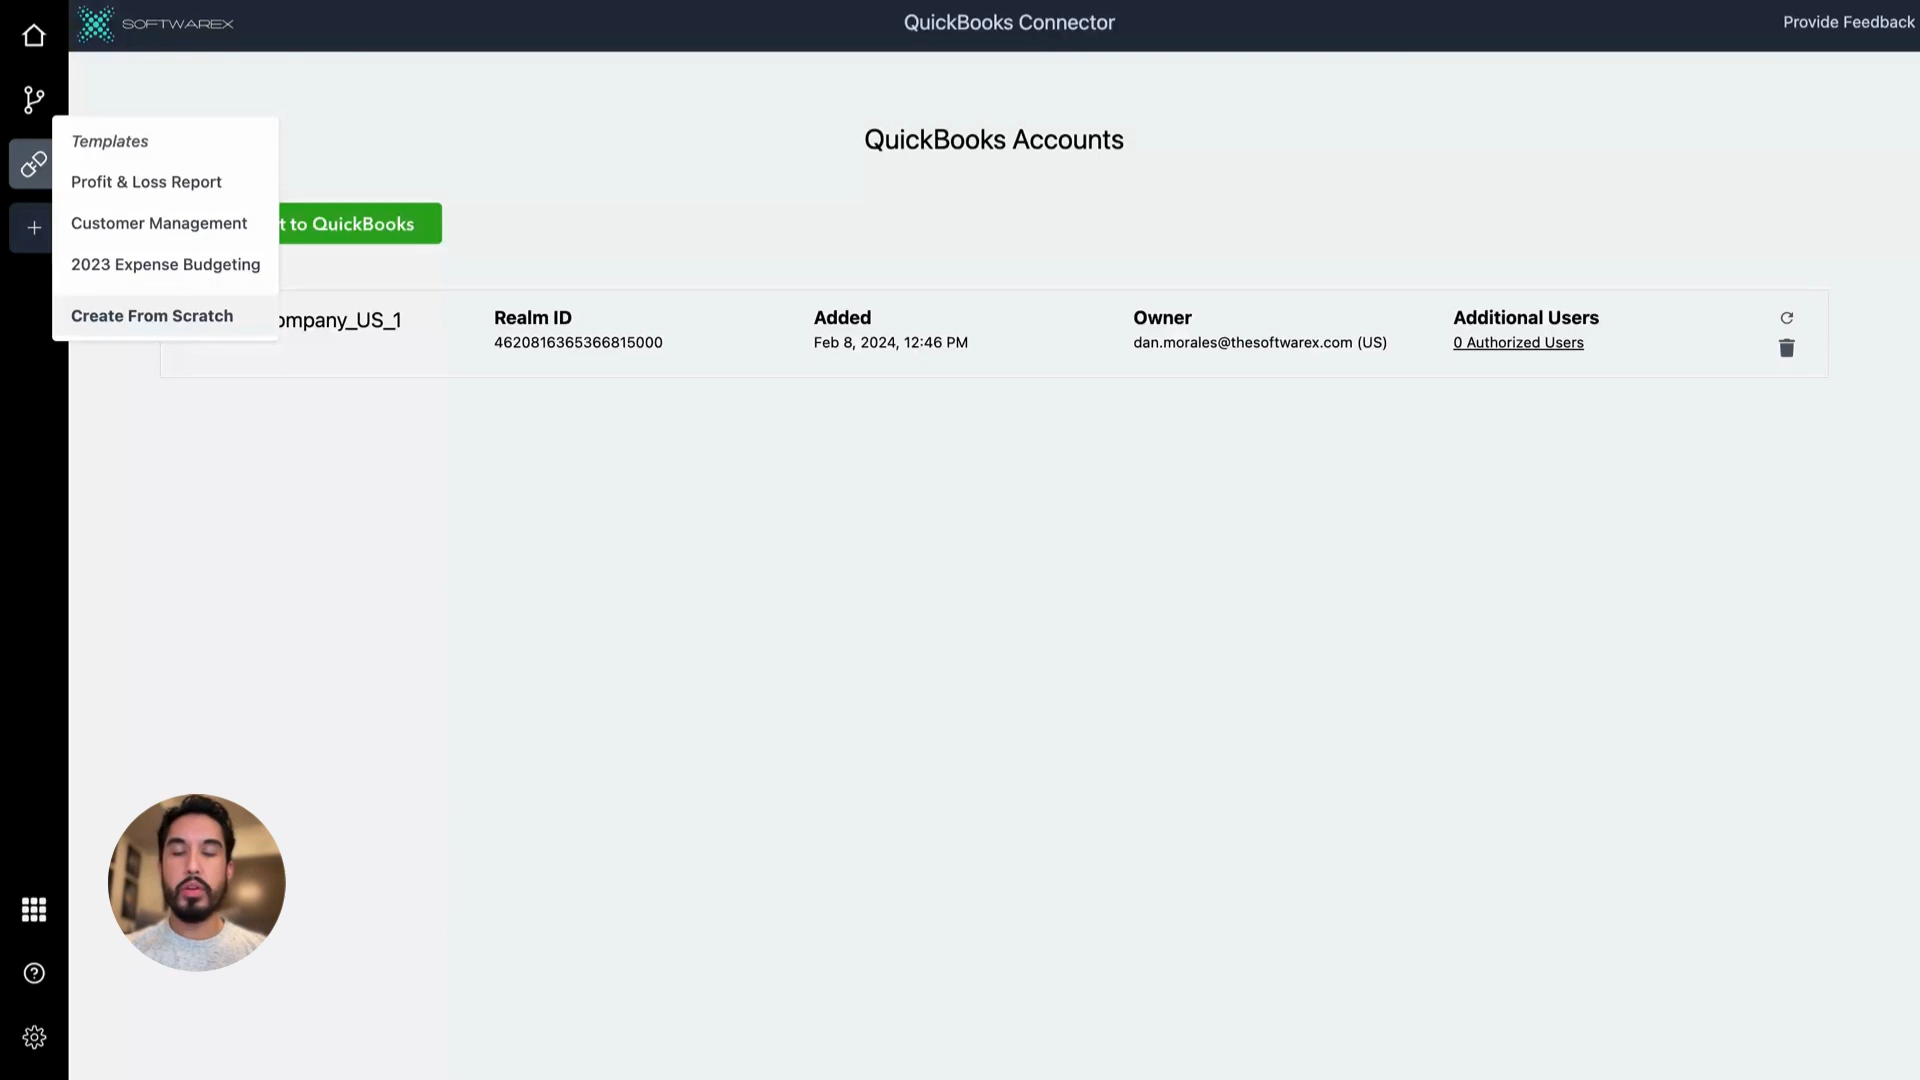 SOFTWAREX
QuickBooks Connector
Provide Feedback
Templates
Profit & Loss Report
Customer Management
2023 Expense Budgeting
Create From Scratch
QuickBooks Accounts
t to QuickBooks
ompany_US_1
Realm ID
4620816365366815000
Added
Feb 8, 2024, 12:46 PM
Owner
dan.morales@thesoftwarex.com (US)
Additional Users
0 Authorized Users